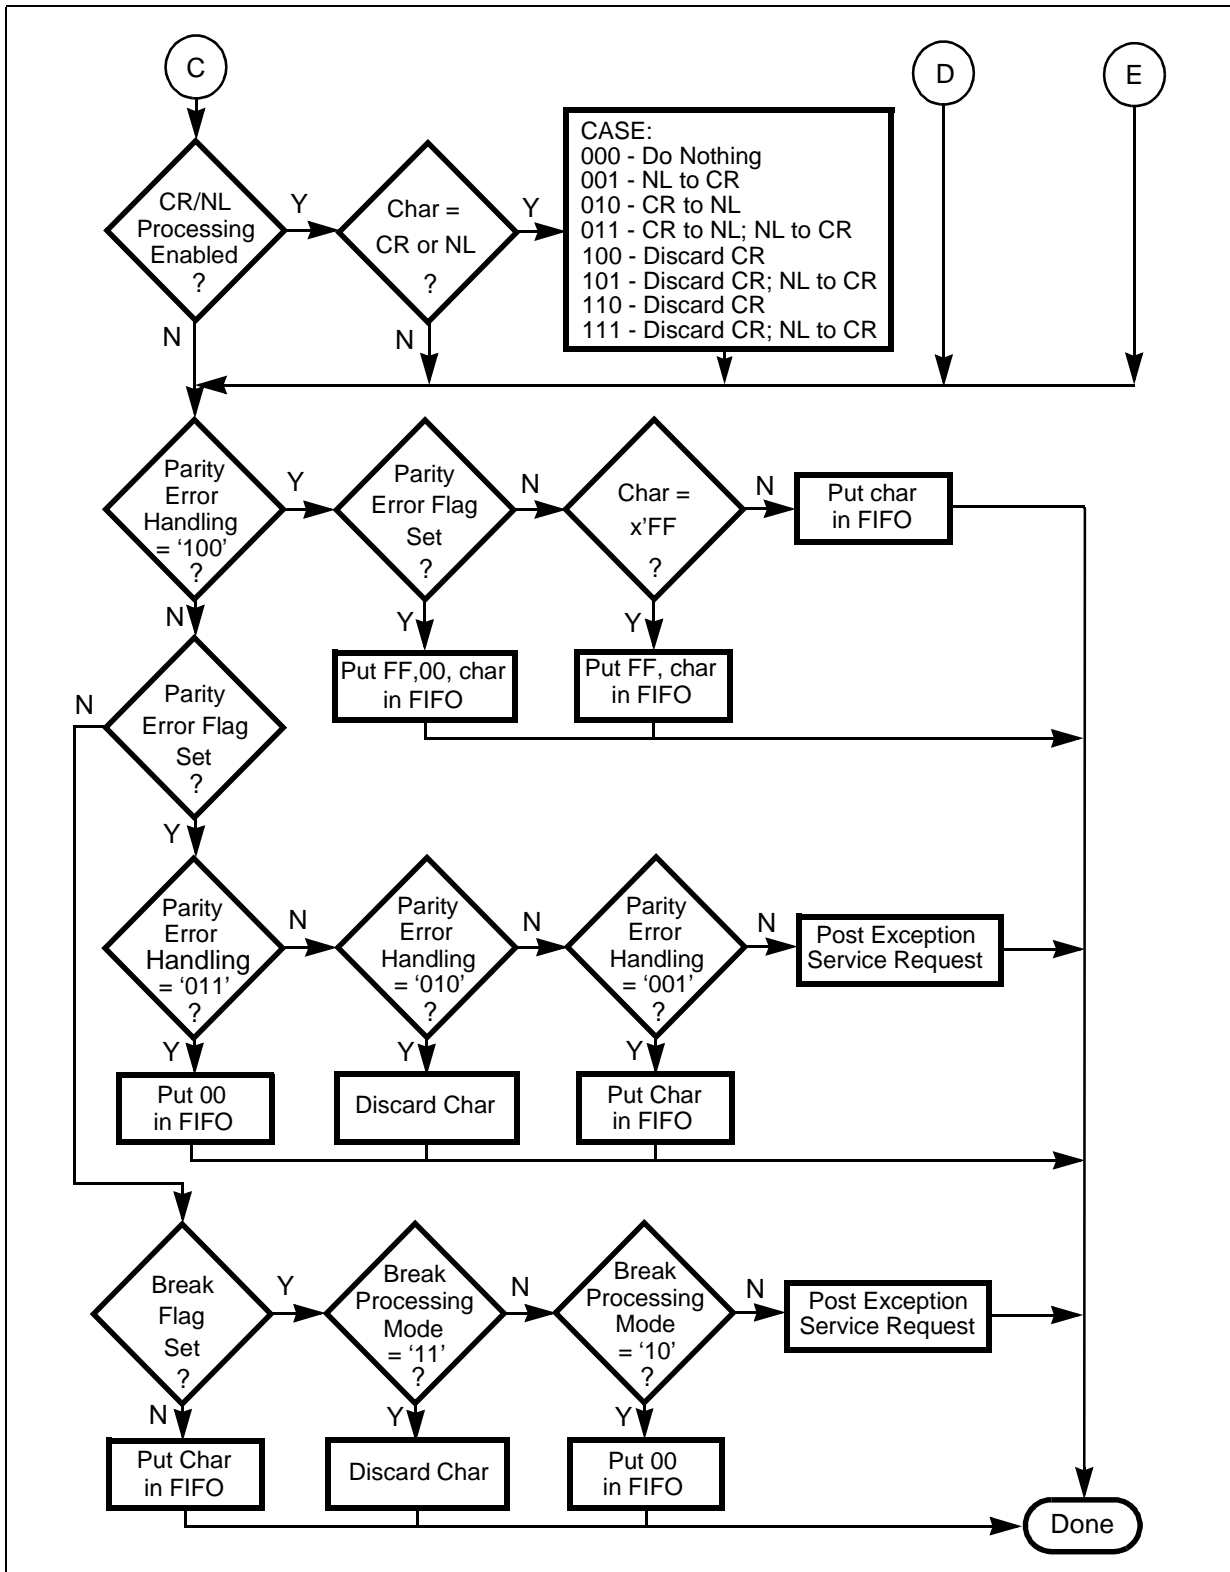 C
D
E
CR/NL
Processing
Enabled
?
Y
N
Char =
CR or NL
?
Y
N
CASE:
000 - Do Nothing
001 - NL to CR
010 - CR to NL
011 - CR to NL; NL to CR
100 - Discard CR
101 - Discard CR; NL to CR
110 - Discard CR
111 - Discard CR; NL to CR
Parity
Error
Handling
= ‘100’
?
Y
N
Parity
Error Flag
Set
?
N
Y
Char =
x’FF
?
N
Y
Put char
in FIFO
Put FF,00, char
in FIFO
Put FF, char
in FIFO
Parity
Error Flag
Set
?
N
Y
Parity
Error
Handling
= ‘011’
?
N
Y
Parity
Error
Handling
= ‘010’
?
N
Y
Parity
Error
Handling
= ‘001’
?
N
Y
Post Exception
Service Request
Put 00
in FIFO
Discard Char
Put Char
in FIFO
Break
Flag
Set
?
Y
N
Break
Processing
Mode
= ‘11’
?
N
Y
Break
Processing
Mode
= ‘10’
?
N
Y
Post Exception
Service Request
Put Char
in FIFO
Discard Char
Put 00
in FIFO
Done